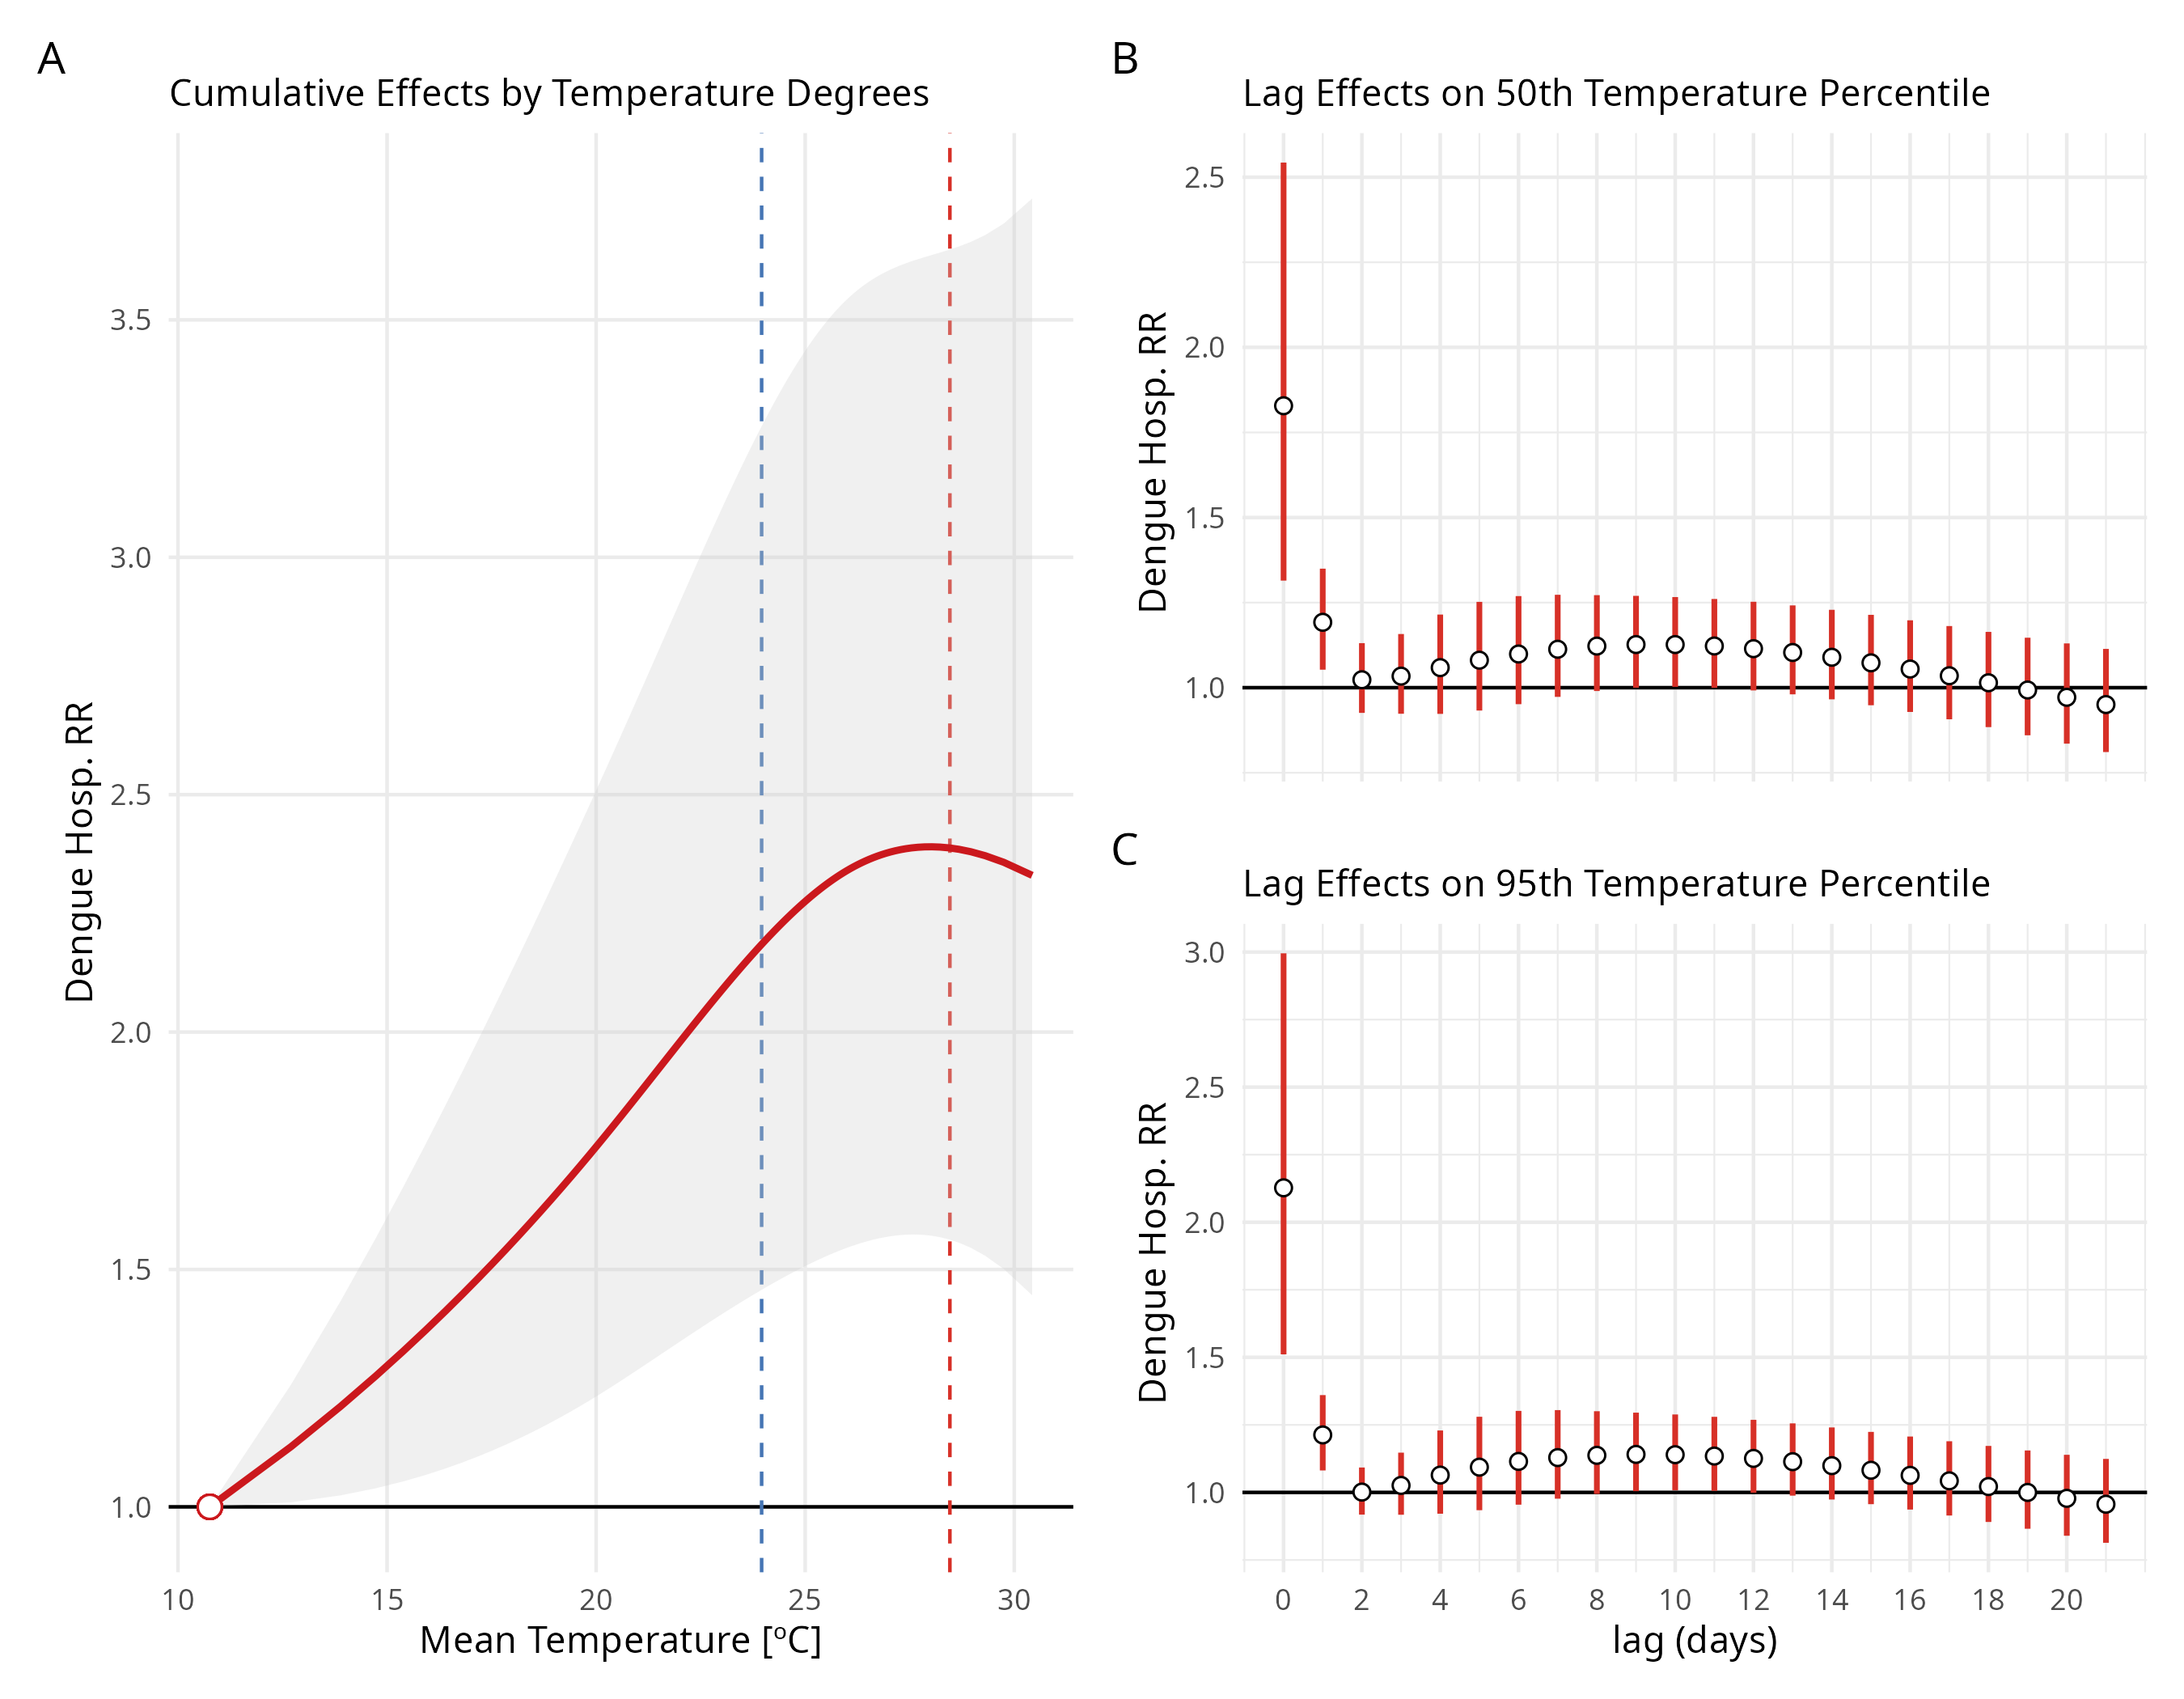 A
Cumulative Effects by Temperature Degrees
Dengue Hosp. RR
3.5
3.0
2.5
2.0
1.5
1.0
10 15 20 25 30
Mean Temperature [ºC]
B
Lag Effects on 50th Temperature Percentile
Dengue Hosp. RR
2.5
2.0
1.5
1.0
C
Lag Effects on 95th Temperature Percentile
Dengue Hosp. RR
3.0
2.5
2.0
1.5
1.0
0 2 4 6 8 10 12 14 16 18 20
lag (days)